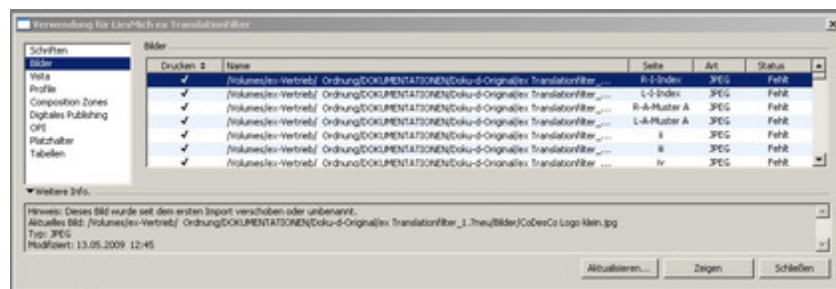 Verwendung für LiesMich ex TranslationFilter
Schriften
Bilder
Vista
Profile
Composition Zones
Digitales Publishing
OPI
Platzhalter
Tabellen
Bilder
Drucken Name Seite Art Status
✓ /Volumes/ex-Vertrieb/ Ordnung/DOKUMENTATIONEN/Doku-d-Original/ex Translationfilter_... R-I-Index JPEG Fehlt
✓ /Volumes/ex-Vertrieb/ Ordnung/DOKUMENTATIONEN/Doku-d-Original/ex Translationfilter_... L-I-Index JPEG Fehlt
✓ /Volumes/ex-Vertrieb/ Ordnung/DOKUMENTATIONEN/Doku-d-Original/ex Translationfilter_... R-A-Muster A JPEG Fehlt
✓ /Volumes/ex-Vertrieb/ Ordnung/DOKUMENTATIONEN/Doku-d-Original/ex Translationfilter_... L-A-Muster A JPEG Fehlt
✓ /Volumes/ex-Vertrieb/ Ordnung/DOKUMENTATIONEN/Doku-d-Original/ex Translationfilter_... ii JPEG Fehlt
✓ /Volumes/ex-Vertrieb/ Ordnung/DOKUMENTATIONEN/Doku-d-Original/ex Translationfilter_... iii JPEG Fehlt
✓ /Volumes/ex-Vertrieb/ Ordnung/DOKUMENTATIONEN/Doku-d-Original/ex Translationfilter_... iv JPEG Fehlt
Weitere Info.
Hinweis: Dieses Bild wurde seit dem ersten Import verschoben oder umbenannt.
Aktuelles Bild: /Volumes/ex-Vertrieb/ Ordnung/DOKUMENTATIONEN/Doku-d-Original/ex Translationfilter_1.7neu/Bilder/CoDesCo Logo klein.jpg
Typ: JPEG
Modifiziert: 13.05.2009 12:45
Aktualisieren... Zeigen Schließen